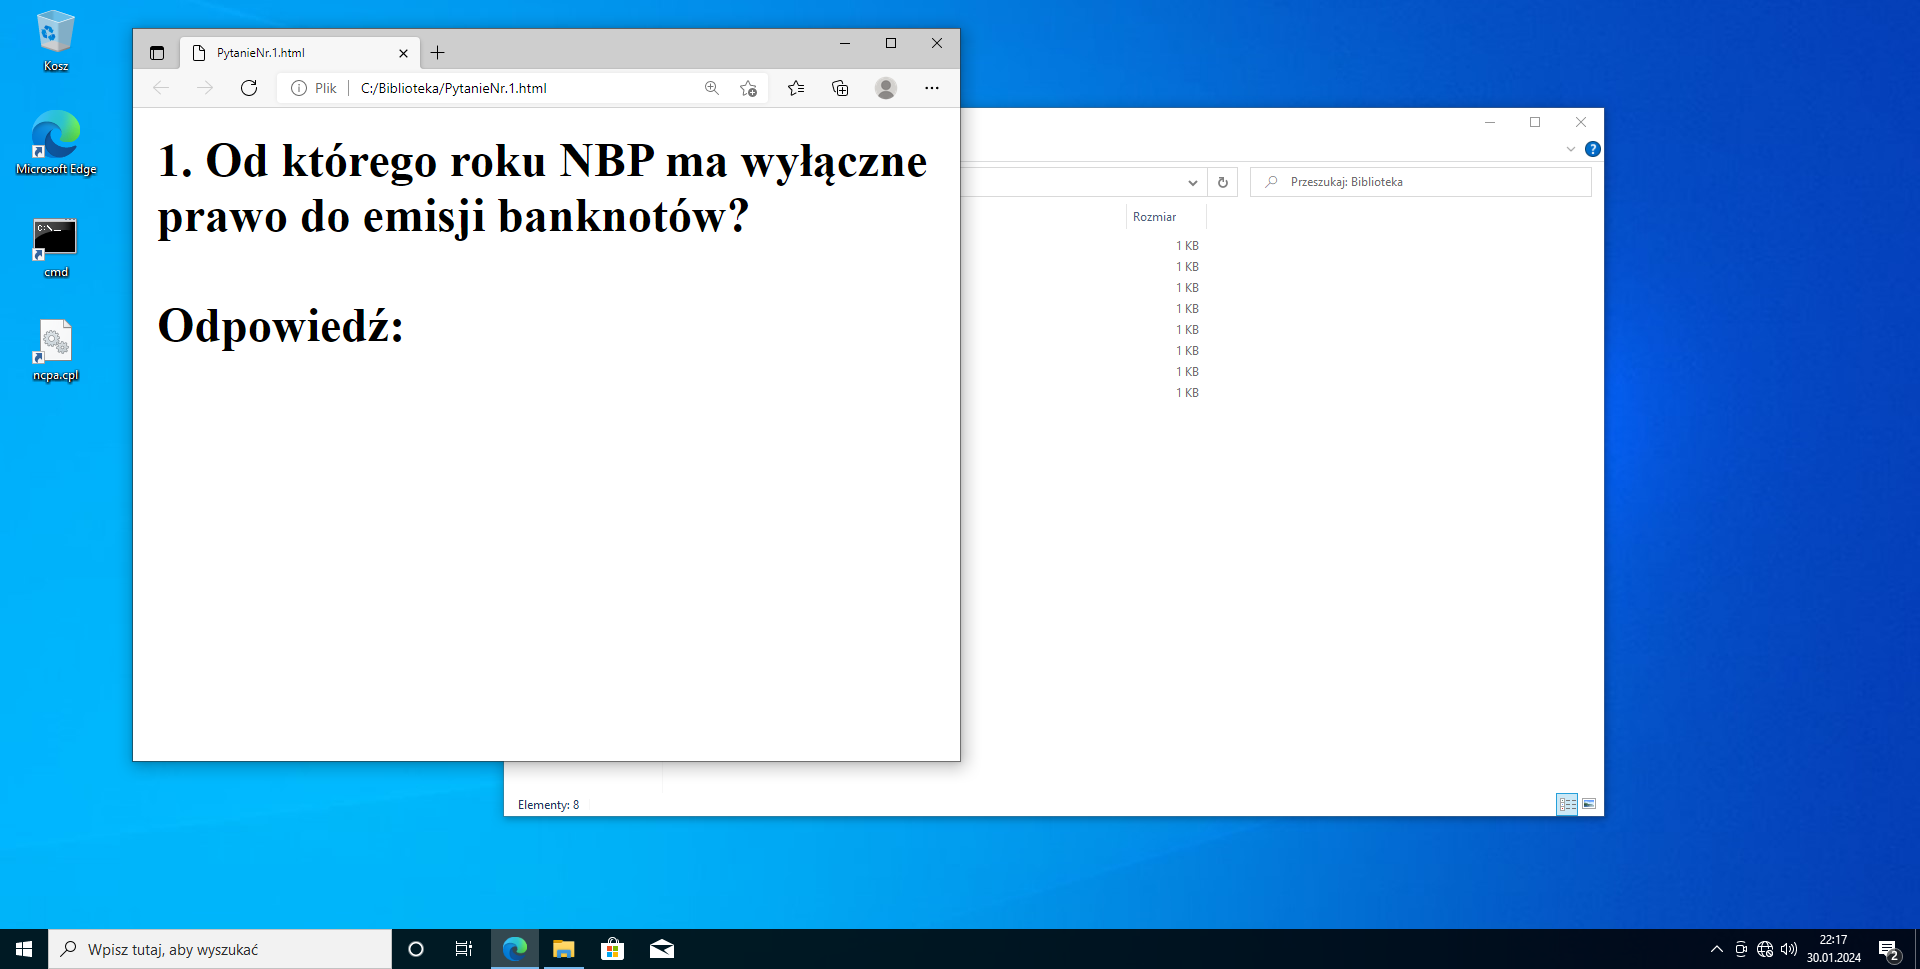 Kosz
Microsoft Edge
C:\._
cmd
ncpa.cpl
PytanieNr.1.html
Plik
C:/Biblioteka/PytanieNr.1.html
1. Od którego roku NBP ma wyłączne
prawo do emisji banknotów?
Odpowiedź:
?
Przeszukaj: Biblioteka
Rozmiar
1 KB
1 KB
1 KB
1 KB
1 KB
1 KB
1 KB
1 KB
Elementy: 8
Wpisz tutaj, aby wyszukać
22:17
30.01.2024
2